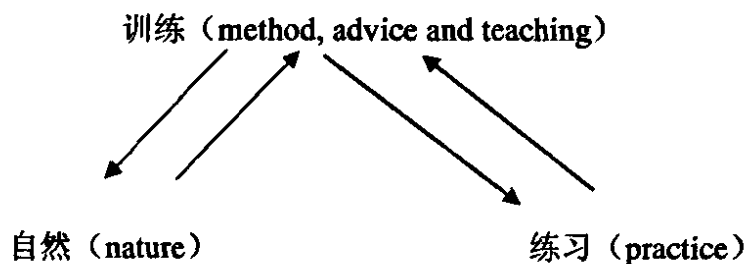 训练（method, advice and teaching）
自然（nature）
练习（practice）